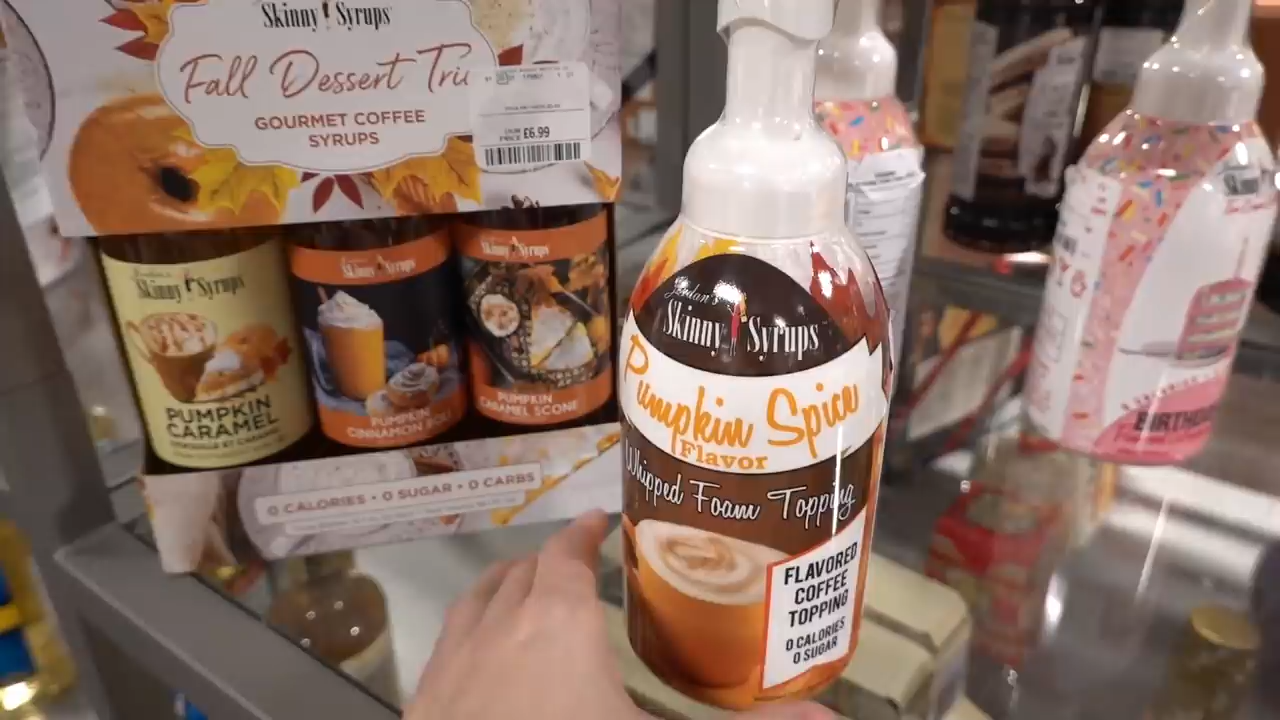 Skinny Syrups
Fall Dessert Tri
GOURMET COFFEE
SYRUPS
OUR
PRICE £6.99
Skinny Syrups
PUMPKIN
CARAMEL
Skinny Syrups
PUMPKIN
CINNAMON ROLL
Skinny Syrups
PUMPKIN
CARAMEL SCONE
0 CALORIES • 0 SUGAR • 0 CARBS
Jordan's
Skinny Syrups
Pumpkin Spice
Flavor
Whipped Foam Topping
FLAVORED
COFFEE
TOPPING
0 CALORIES
0 SUGAR
BIRTHD